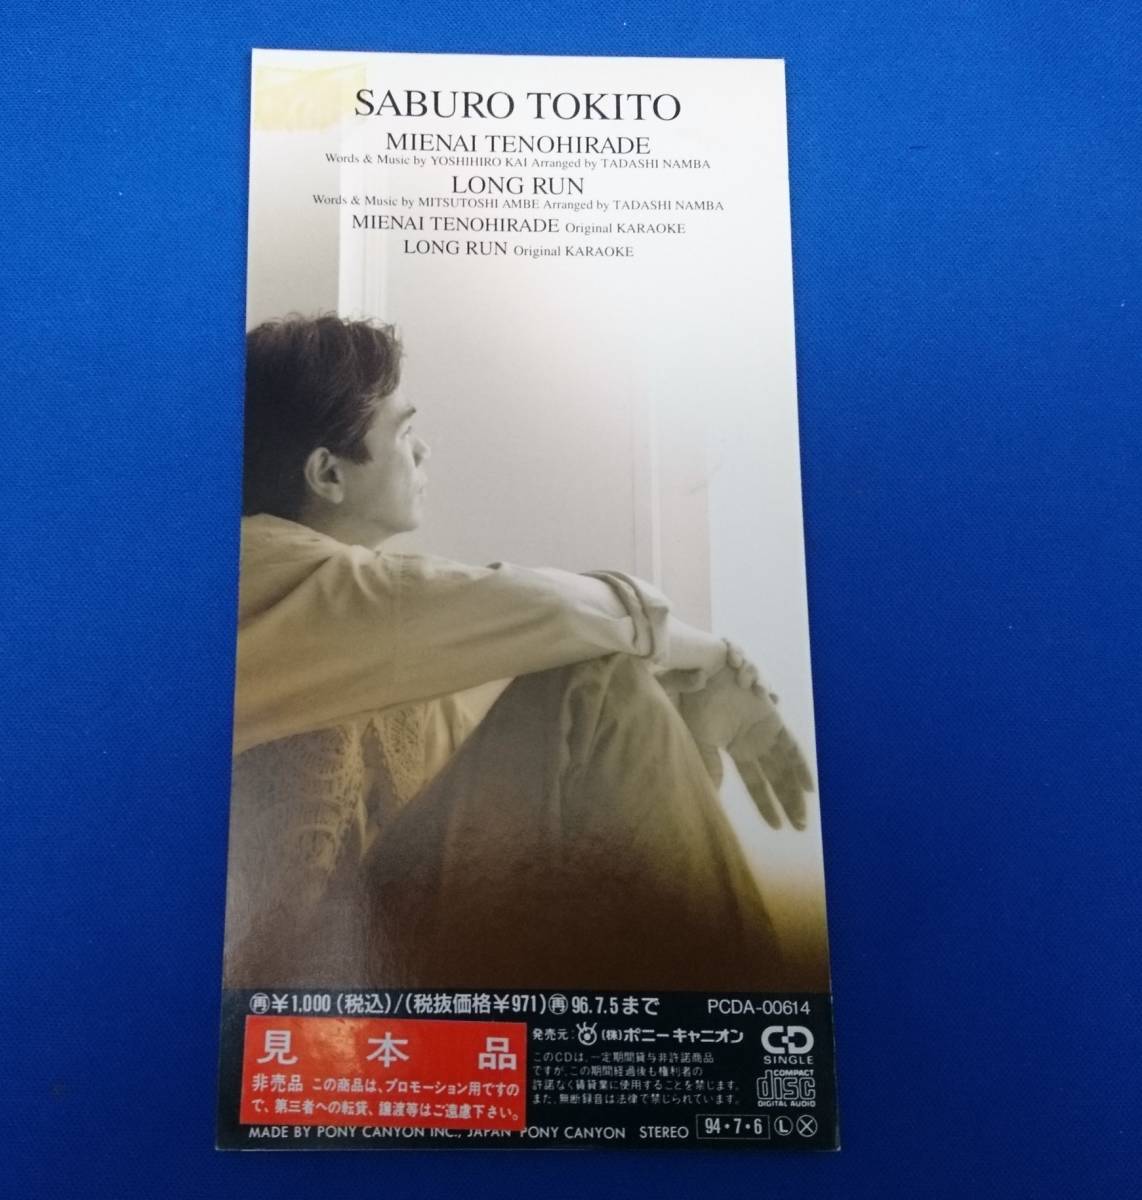 SABURO TOKITO
MIENAI TENOHIRADE
Words & Music by YOSHIHIRO KAI Arranged by TADASHI NAMBA
LONG RUN
Words & Music by MITSUTOSHI AMBE Arranged by TADASHI NAMBA
MIENAI TENOHIRADE Original KARAOKE
LONG RUN Original KARAOKE
再¥1,000(税込)/(税抜価格¥971)再96.7.5まで
PCDA-00614
見本品
非売品 この商品は、プロモーション用ですの
で、第三者への転貸、譲渡等はご遠慮下さい。
発売元:(株)ポニーキャニオン
このCDは、一定期間貸与非許諾商品
ですが、この期間経過後も権利者の
許諾なく賃貸業に使用することを禁じます。
また、無断録音は法律で禁じられています。
CD
SINGLE
COMPACT
disc
DIGITAL AUDIO
MADE BY PONY CANYON INC., JAPAN PONY CANYON STEREO 94・7・6 L X